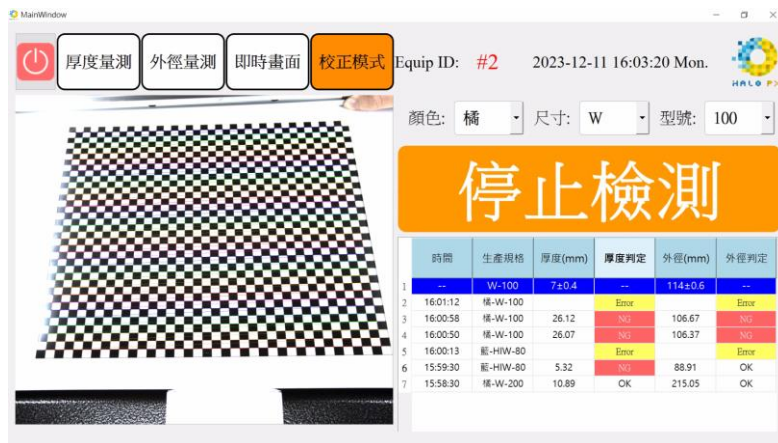 MainWindow
厚度量測 外徑量測 即時畫面 校正模式 Equip ID: #2 2023-12-11 16:03:20 Mon.
HALO PX
顏色: 橘 尺寸: W 型號: 100
停止檢測
時間 生產規格 厚度(mm) 厚度判定 外徑(mm) 外徑判定
1 -- W-100 7±0.4 -- 114±0.6 --
2 16:01:12 橘-W-100 Error Error
3 16:00:58 橘-W-100 26.12 NG 106.67 NG
4 16:00:50 橘-W-100 26.07 NG 106.37 NG
5 16:00:13 藍-HIW-80 Error Error
6 15:59:30 藍-HIW-80 5.32 NG 88.91 OK
7 15:58:30 橘-W-200 10.89 OK 215.05 OK